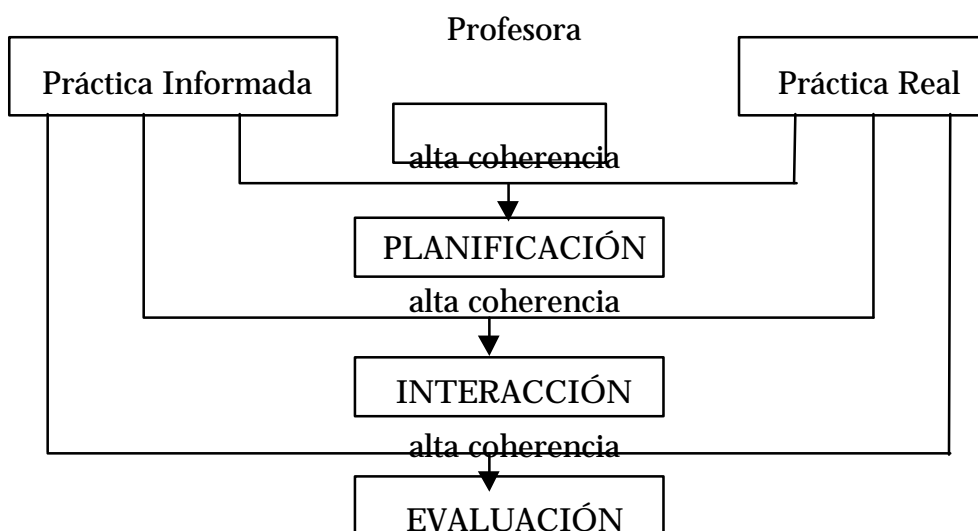 Profesora
Práctica Informada
Práctica Real
alta coherencia
PLANIFICACIÓN
alta coherencia
INTERACCIÓN
alta coherencia
EVALUACIÓN